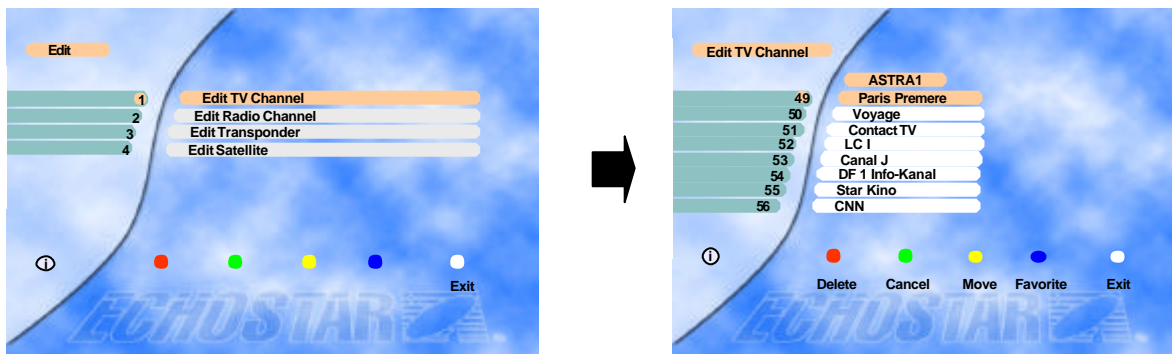 Edit
1 Edit TV Channel
2 Edit Radio Channel
3 Edit Transponder
4 Edit Satellite
i
Exit
ECHOSTAR
Edit TV Channel
ASTRA1
49 Paris Premere
50 Voyage
51 Contact TV
52 LC I
53 Canal J
54 DF 1 Info-Kanal
55 Star Kino
56 CNN
i
Delete Cancel Move Favorite Exit
ECHOSTAR